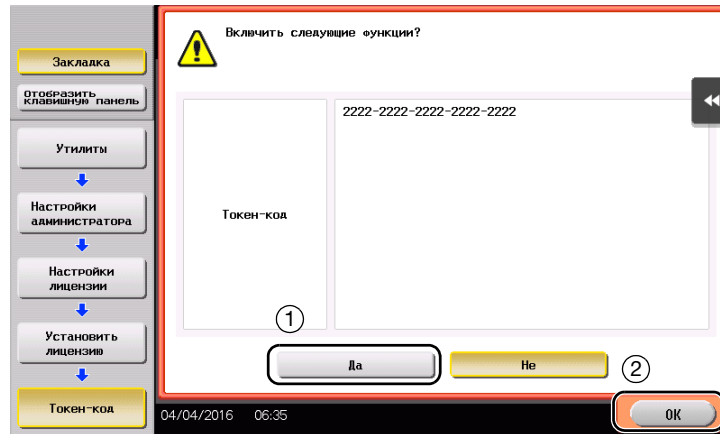 Закладка
Отобразить
клавишную панель
Утилиты
Настройки
администратора
Настройки
лицензии
Установить
лицензию
Токен-код
Включить следующие функции?
Токен-код
2222-2222-2222-2222-2222
1
Да
Не
2
04/04/2016 06:35
OK